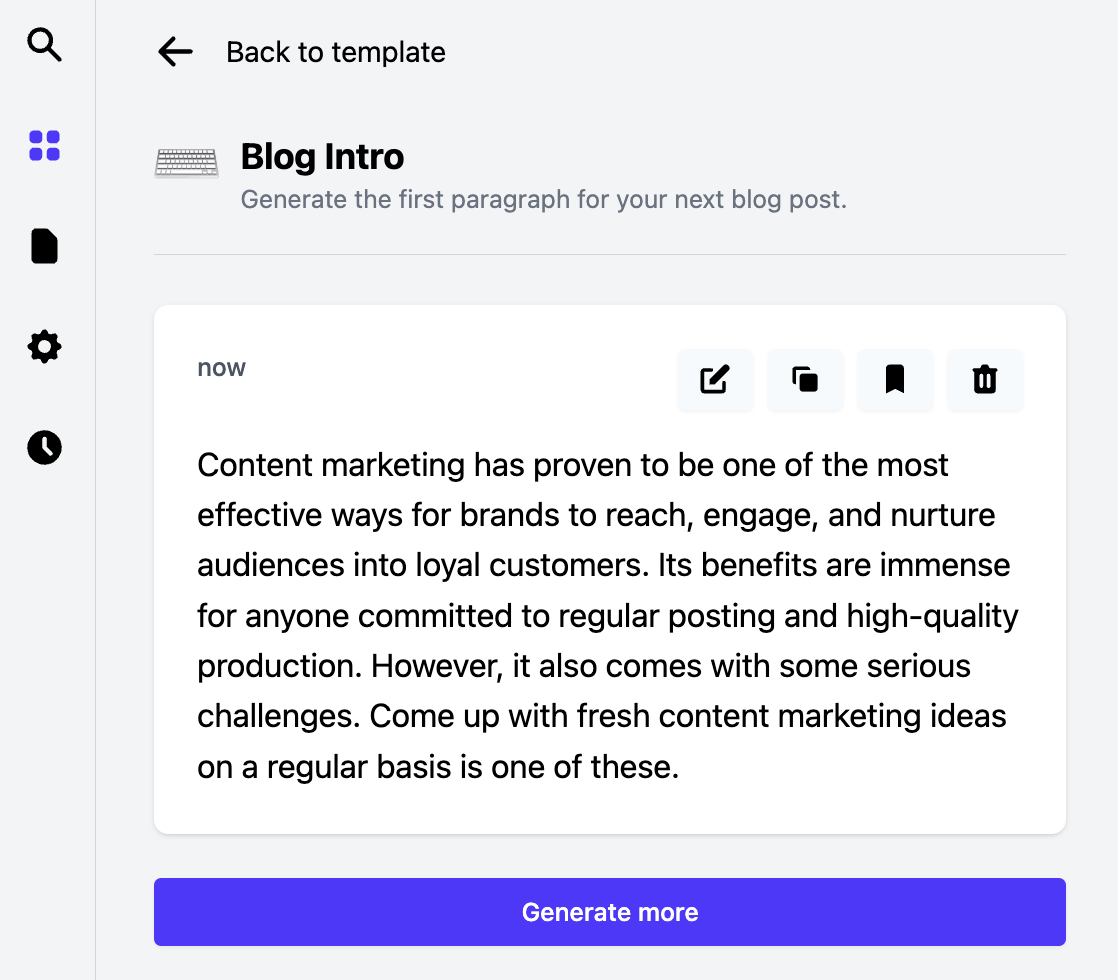 Back to template
Blog Intro
Generate the first paragraph for your next blog post.
now
Content marketing has proven to be one of the most
effective ways for brands to reach, engage, and nurture
audiences into loyal customers. Its benefits are immense
for anyone committed to regular posting and high-quality
production. However, it also comes with some serious
challenges. Come up with fresh content marketing ideas
on a regular basis is one of these.
Generate more